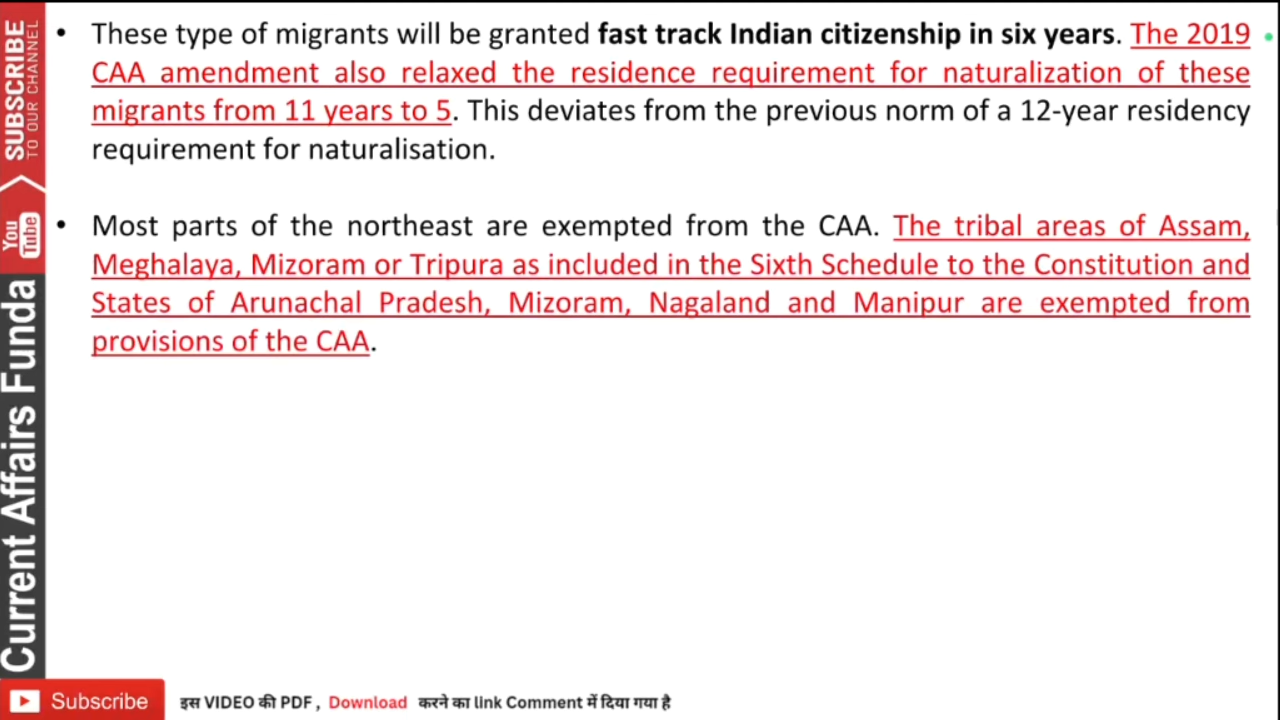 • These type of migrants will be granted fast track Indian citizenship in six years. The 2019
CAA amendment also relaxed the residence requirement for naturalization of these
migrants from 11 years to 5. This deviates from the previous norm of a 12-year residency
requirement for naturalisation.
• Most parts of the northeast are exempted from the CAA. The tribal areas of Assam,
Meghalaya, Mizoram or Tripura as included in the Sixth Schedule to the Constitution and
States of Arunachal Pradesh, Mizoram, Nagaland and Manipur are exempted from
provisions of the CAA.
SUBSCRIBE
TO OUR CHANNEL
You
Tube
Current Affairs Funda
Subscribe
इस VIDEO की PDF , Download करने का link Comment में दिया गया है